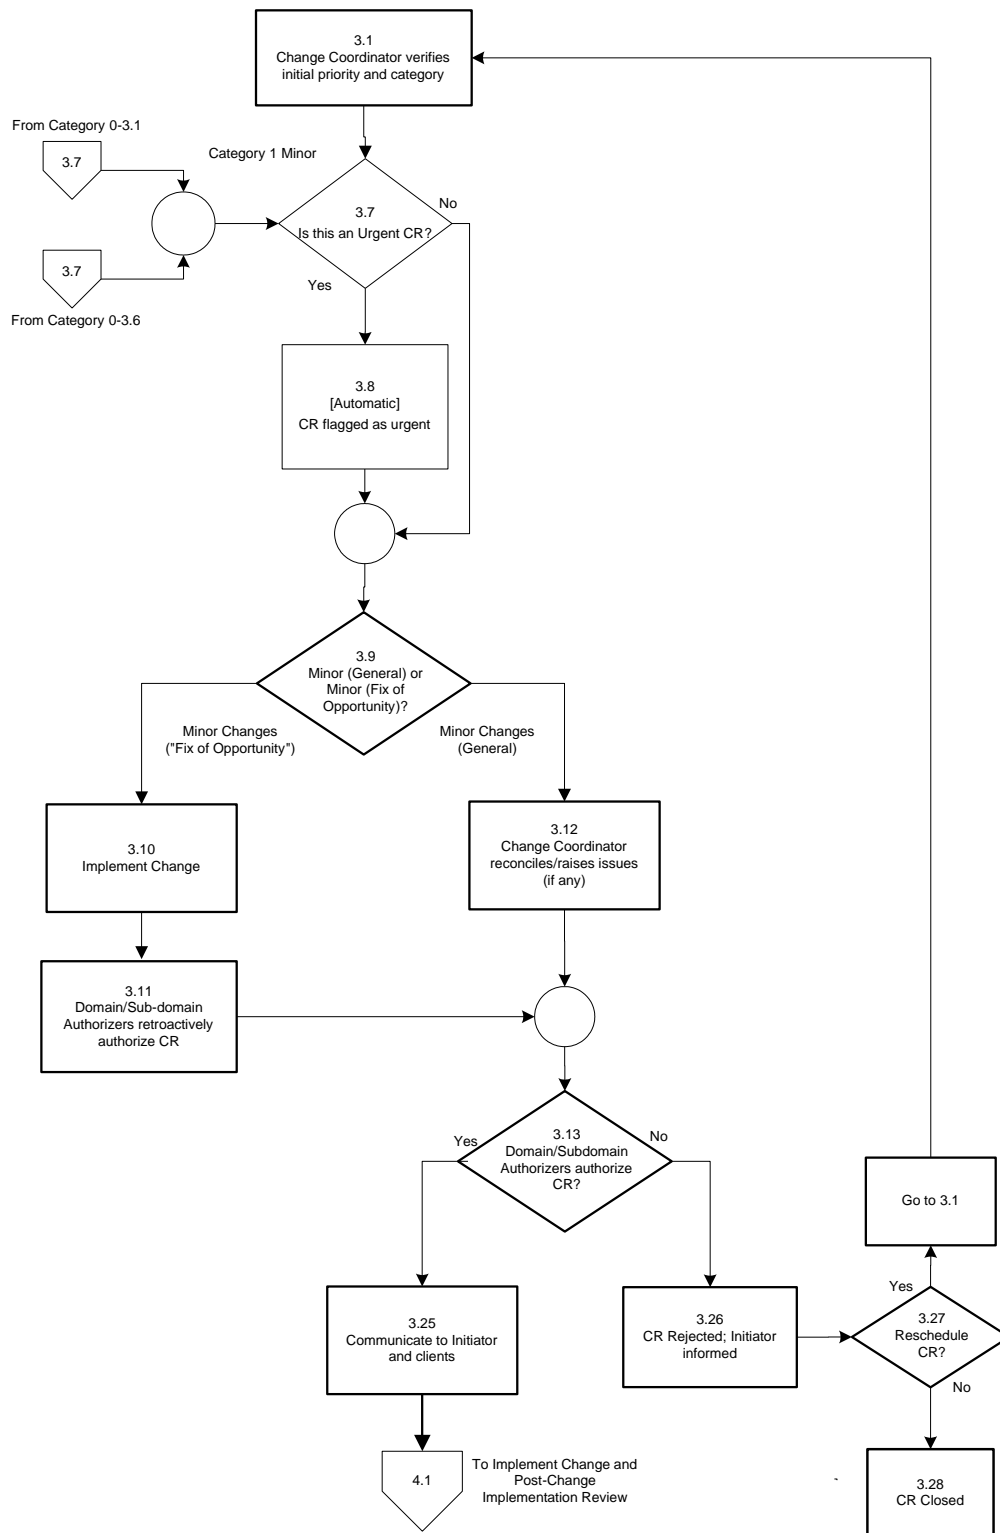 3.1
Change Coordinator verifies
initial priority and category
From Category 0-3.1
3.7
Category 1 Minor
No
3.7
Is this an Urgent CR?
3.7
Yes
From Category 0-3.6
3.8
[Automatic]
CR flagged as urgent
3.9
Minor (General) or
Minor (Fix of
Opportunity)?
Minor Changes
("Fix of Opportunity")
Minor Changes
(General)
3.10
Implement Change
3.12
Change Coordinator
reconciles/raises issues
(if any)
3.11
Domain/Sub-domain
Authorizers retroactively
authorize CR
Yes
No
3.13
Domain/Subdomain
Authorizers authorize
CR?
Go to 3.1
Yes
3.25
Communicate to Initiator
and clients
3.26
CR Rejected; Initiator
informed
3.27
Reschedule
CR?
No
4.1
To Implement Change and
Post-Change
Implementation Review
3.28
CR Closed